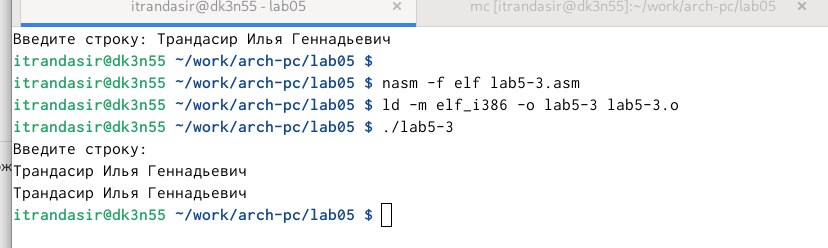 itrandasir@dk3n55 - lab05 × mc [itrandasir@dk3n55]:~/work/arch-pc/lab05 ×
Введите строку: Трандасир Илья Геннадьевич
itrandasir@dk3n55 ~/work/arch-pc/lab05 $
itrandasir@dk3n55 ~/work/arch-pc/lab05 $ nasm -f elf lab5-3.asm
itrandasir@dk3n55 ~/work/arch-pc/lab05 $ ld -m elf_i386 -o lab5-3 lab5-3.o
itrandasir@dk3n55 ~/work/arch-pc/lab05 $ ./lab5-3
Введите строку:
Трандасир Илья Геннадьевич
Трандасир Илья Геннадьевич
itrandasir@dk3n55 ~/work/arch-pc/lab05 $